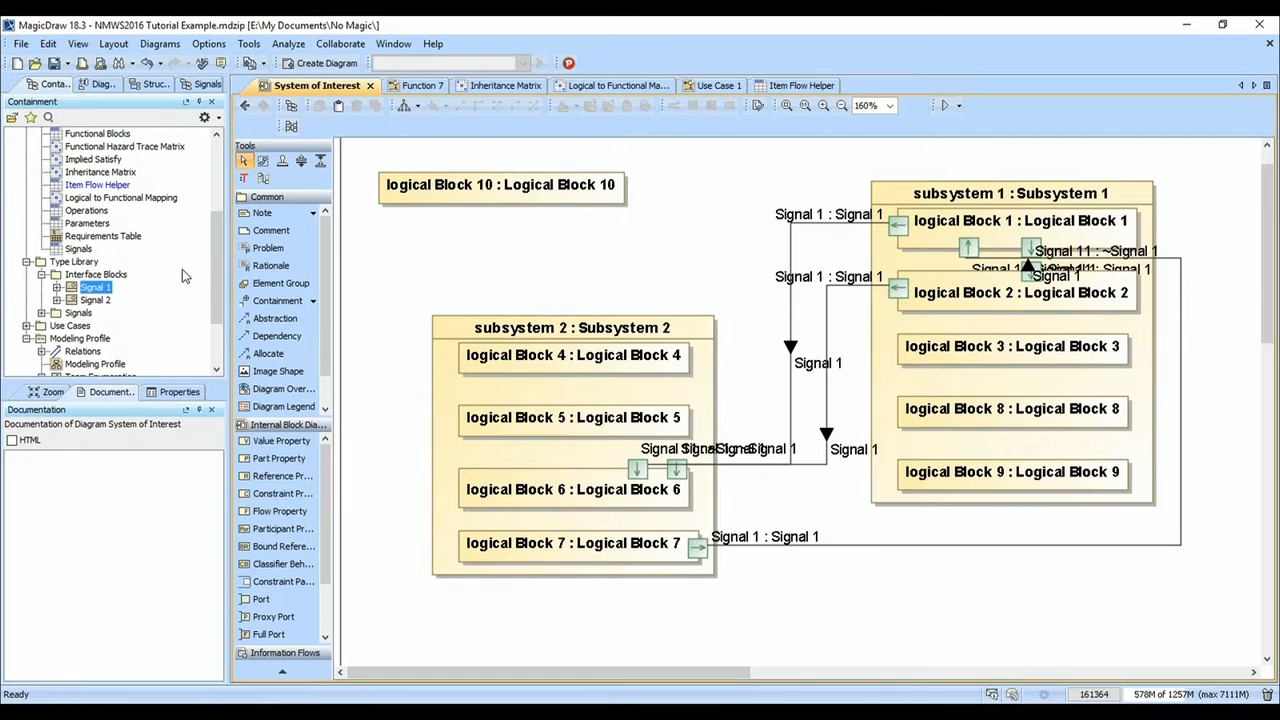 MagicDraw 18.3 - NMWS2016 Tutorial Example.mdzip [E:\My Documents\No Magic\]
File Edit View Layout Diagrams Options Tools Analyze Collaborate Window Help
Create Diagram
Conta... Diag... Struc... Signals
System of Interest Function 7 Inheritance Matrix Logical to Functional Ma... Use Case 1 Item Flow Helper
Containment
160%
Functional Blocks
Functional Hazard Trace Matrix
Implied Satisfy
Inheritance Matrix
Item Flow Helper
Logical to Functional Mapping
Operations
Parameters
Requirements Table
Signals
Type Library
Interface Blocks
Signal 1
Signal 2
Signals
Use Cases
Modeling Profile
Relations
Modeling Profile
Zoom Document... Properties
Documentation
Documentation of Diagram System of Interest
HTML
Tools
Common
Note
Comment
Problem
Rationale
Element Group
Containment
Abstraction
Dependency
Allocate
Image Shape
Diagram Over...
Diagram Legend
Internal Block Dia...
Value Property
Part Property
Reference Pr...
Constraint Pr...
Flow Property
Participant Pr...
Bound Refere...
Classifier Beh...
Constraint Pa...
Port
Proxy Port
Full Port
Information Flows
logical Block 10 : Logical Block 10
subsystem 1 : Subsystem 1
Signal 1 : Signal 1
logical Block 1 : Logical Block 1
Signal 11 : ~Signal 1
Signal 1
Signal 1 : Signal 1
logical Block 2 : Logical Block 2
logical Block 3 : Logical Block 3
logical Block 8 : Logical Block 8
logical Block 9 : Logical Block 9
subsystem 2 : Subsystem 2
logical Block 4 : Logical Block 4
Signal 1
logical Block 5 : Logical Block 5
Signal 1
logical Block 6 : Logical Block 6
logical Block 7 : Logical Block 7
Signal 1 : Signal 1
Ready
161364
578M of 1257M (max 7111M)